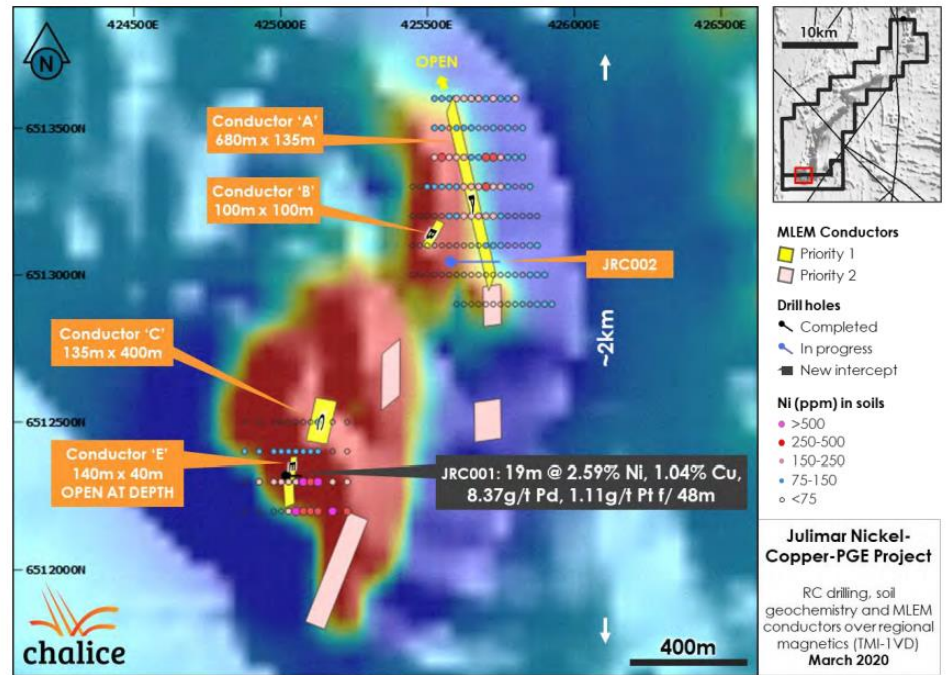 424500E
425000E
425500E
426000E
426500E
N
OPEN
6513500N
6513000N
6512500N
6512000N
Conductor ‘A’
680m x 135m
Conductor ‘B’
100m x 100m
JRC002
Conductor ‘C’
135m x 400m
Conductor ‘E’
140m x 40m
OPEN AT DEPTH
JRC001: 19m @ 2.59% Ni, 1.04% Cu,
8.37g/t Pd, 1.11g/t Pt f/ 48m
~2km
chalice
400m
10km
MLEM Conductors
Priority 1
Priority 2
Drill holes
Completed
In progress
New intercept
Ni (ppm) in soils
>500
250-500
150-250
75-150
<75
Julimar Nickel-
Copper-PGE Project
RC drilling, soil
geochemistry and MLEM
conductors over regional
magnetics (TMI-1VD)
March 2020